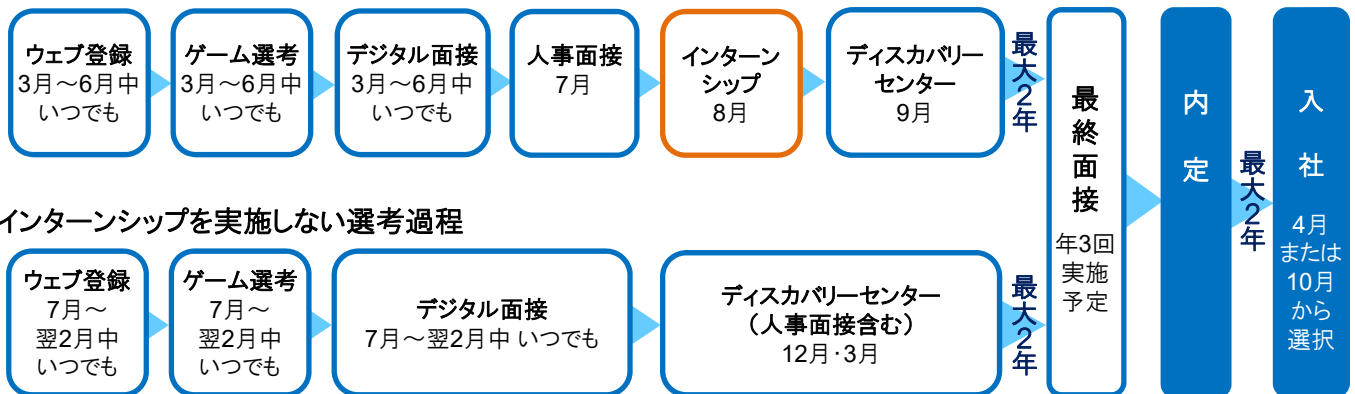 ウェブ登録
3月～6月中
いつでも
ゲーム選考
3月～6月中
いつでも
デジタル面接
3月～6月中
いつでも
人事面接
7月
インターン
シップ
8月
ディスカバリー
センター
9月
最大2年
インターンシップを実施しない選考過程
ウェブ登録
7月～
翌2月中
いつでも
ゲーム選考
7月～
翌2月中
いつでも
デジタル面接
7月～翌2月中 いつでも
ディスカバリーセンター
（人事面接含む）
12月・3月
最大2年
最終面接
年3回
実施
予定
内定
最大2年
入社
4月
または
10月
から
選択